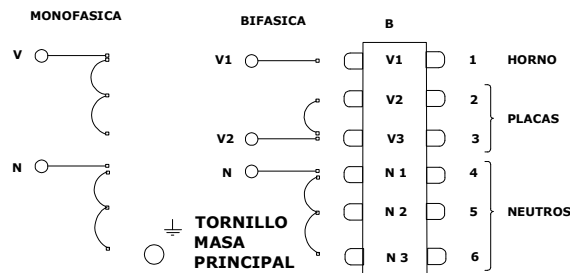 MONOFASICA
BIFASICA
B
V
V1
V1
1
HORNO
V2
2
PLACAS
V2
V3
3
N
N
N 1
4
N 2
5
NEUTROS
TORNILLO
MASA
PRINCIPAL
N 3
6